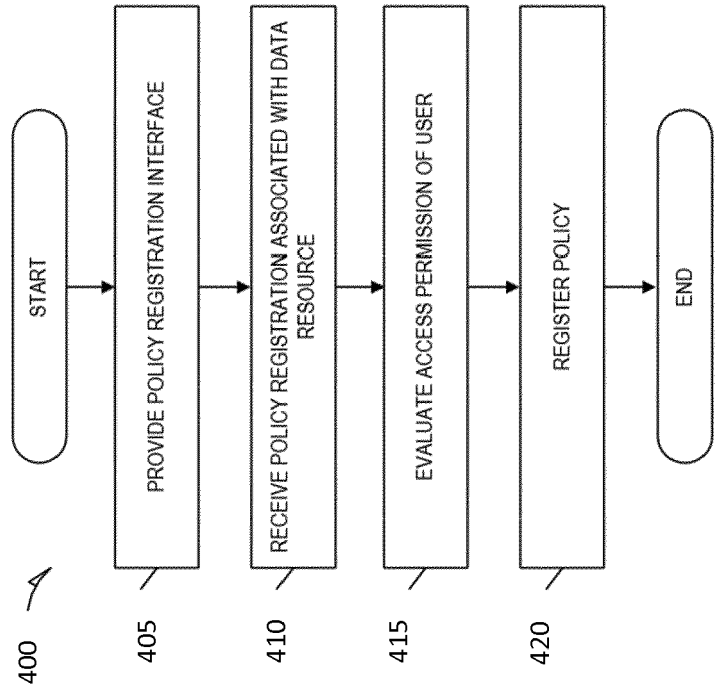 400
START
405
PROVIDE POLICY REGISTRATION INTERFACE
410
RECEIVE POLICY REGISTRATION ASSOCIATED WITH DATA
RESOURCE
415
EVALUATE ACCESS PERMISSION OF USER
420
REGISTER POLICY
END